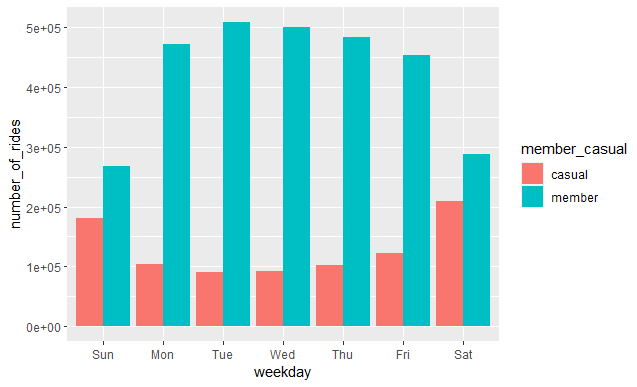 5e+05
4e+05
3e+05
2e+05
1e+05
0e+00
number_of_rides
Sun Mon Tue Wed Thu Fri Sat
weekday
member_casual
casual
member